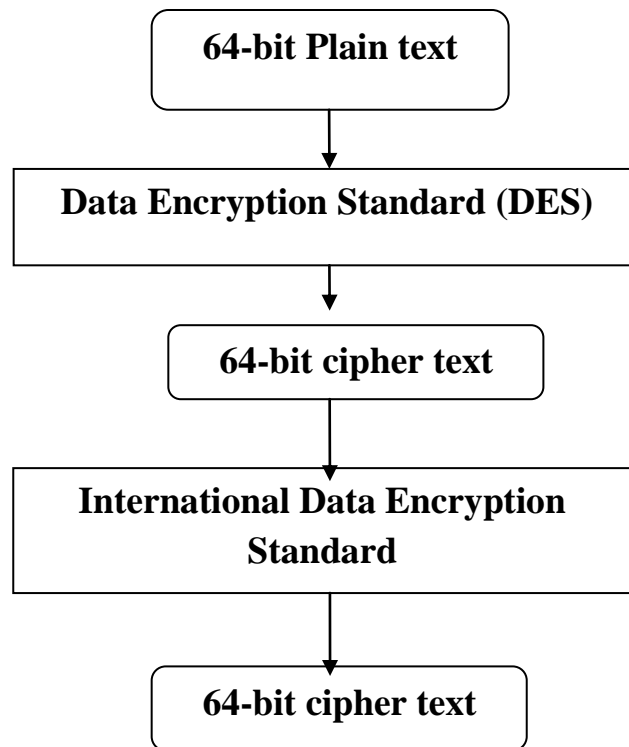 64-bit Plain text
Data Encryption Standard (DES)
64-bit cipher text
International Data Encryption
Standard
64-bit cipher text